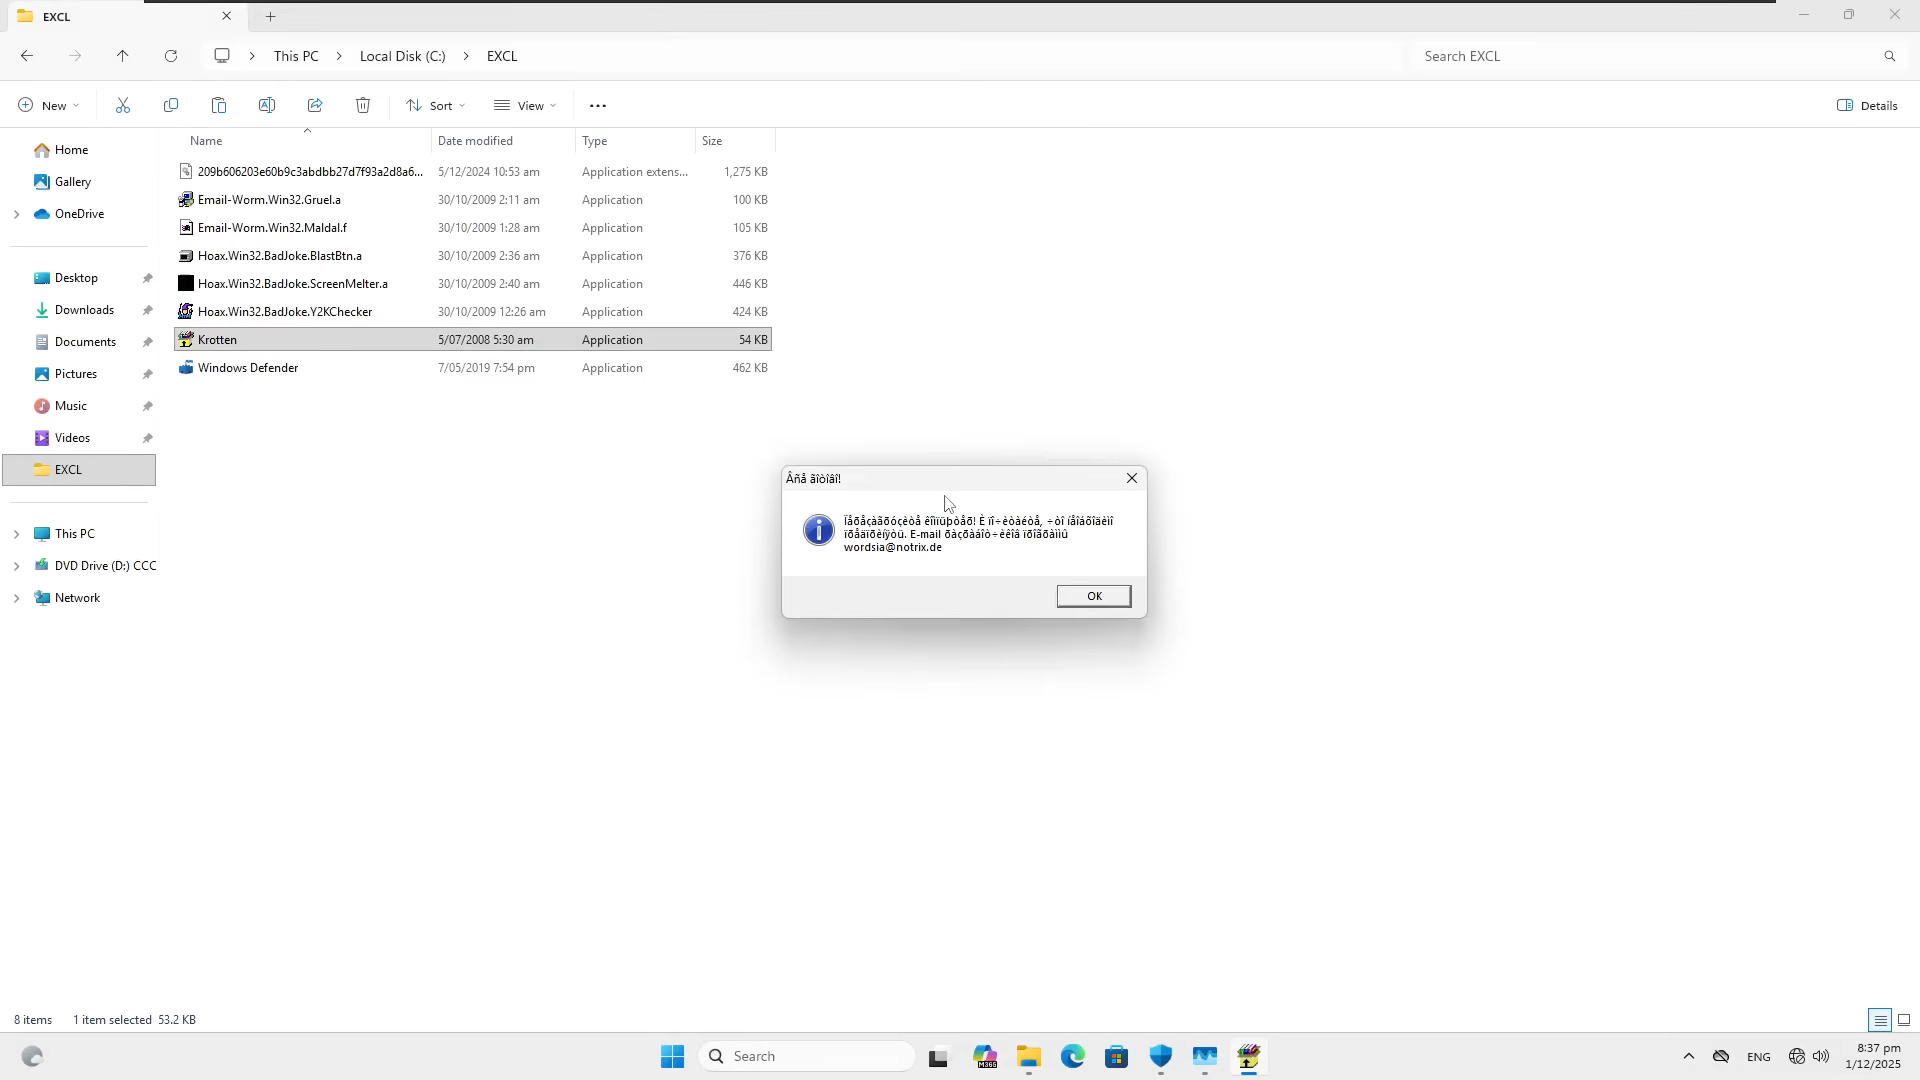 EXCL
This PC
Local Disk (C:)
EXCL
Search EXCL
New
Sort
View
Details
Name
Date modified
Type
Size
209b606203e60b9c3abdbb27d7f93a2d8a6... 5/12/2024 10:53 am Application extens... 1,275 KB
Email-Worm.Win32.Gruel.a 30/10/2009 2:11 am Application 100 KB
Email-Worm.Win32.Maldal.f 30/10/2009 1:28 am Application 105 KB
Hoax.Win32.BadJoke.BlastBtn.a 30/10/2009 2:36 am Application 376 KB
Hoax.Win32.BadJoke.ScreenMelter.a 30/10/2009 2:40 am Application 446 KB
Hoax.Win32.BadJoke.Y2KChecker 30/10/2009 12:26 am Application 424 KB
Krotten 5/07/2008 5:30 am Application 54 KB
Windows Defender 7/05/2019 7:54 pm Application 462 KB
Home
Gallery
OneDrive
Desktop
Downloads
Documents
Pictures
Music
Videos
EXCL
This PC
DVD Drive (D:) CCC
Network
Âñå ãîòîâî!
Ïåðåçàãðóçèòå êîìïüþòåð! È ïî÷èòàéòå, ÷òî íåîáõîäèìî
ïðåäïðèíÿòü. E-mail ðàçðàáîò÷èêîâ ïðîãðàììû
wordsia@notrix.de
OK
8 items
1 item selected 53.2 KB
M365
Search
ENG
8:37 pm
1/12/2025